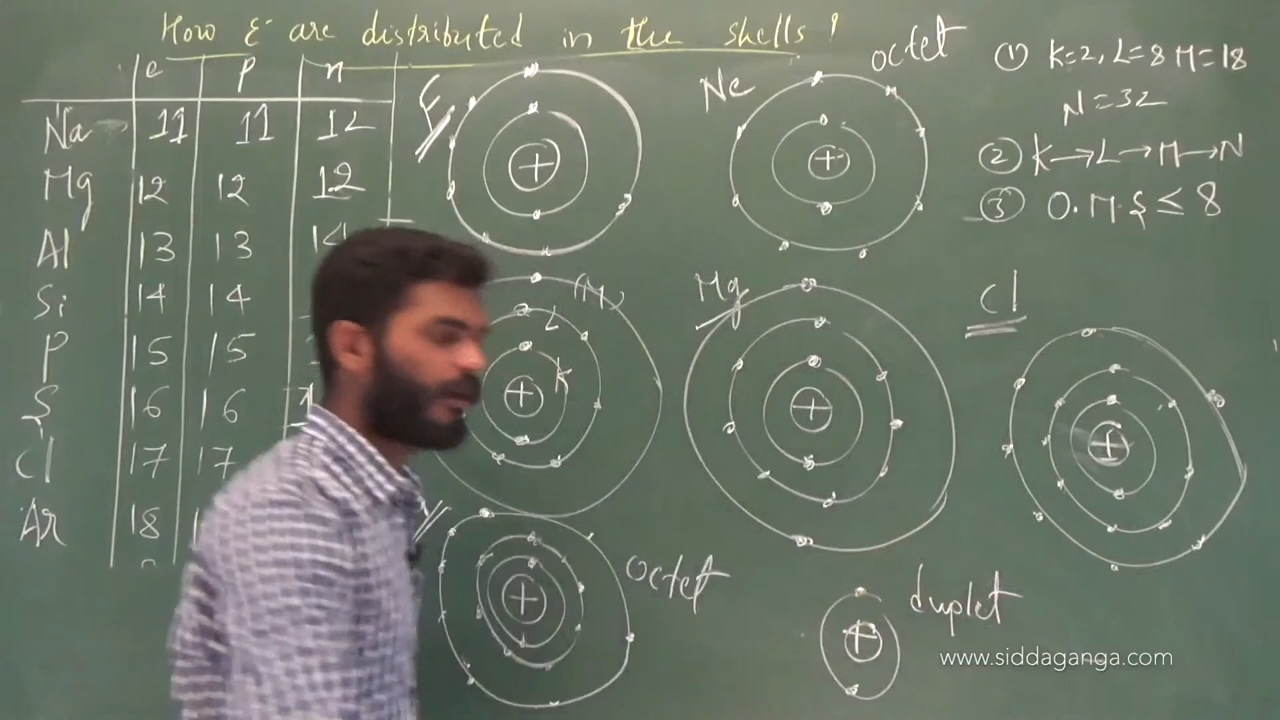 How e⁻ are distributed in the shells?
e p n
Na 11 11 12
Mg 12 12 12
Al 13 13 14
Si 14 14
P 15 15
S 16 16
Cl 17 17
Ar 18
F
+
Ne octet
+
(M)
L
K
+
Mg
+
Cl
+
octet
+
duplet
+
① K=2, L=8 M=18
N=32
② K→L→M→N
③ O.M.S ≤ 8
www.siddaganga.com